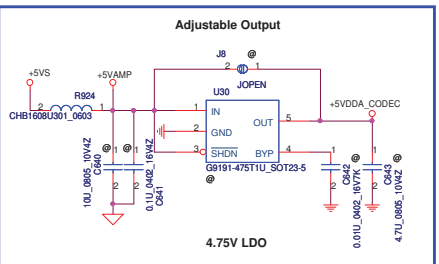 Adjustable Output
J8 @
2 1
JOPEN
+5VS
+5VAMP
R924
2 1
CHB1608U301_0603
U30
1 IN
2 GND
3 SHDN
OUT 5
BYP 4
G9191-475T1U_SOT23-5
@
+5VDDA_CODEC
1 @
2
C640
10U_0805_10V4Z
1 @
2
C641
0.1U_0402_16V4Z
1
2
C642
0.01U_0402_16V7K
1 @
2
C643
4.7U_0805_10V4Z
4.75V LDO